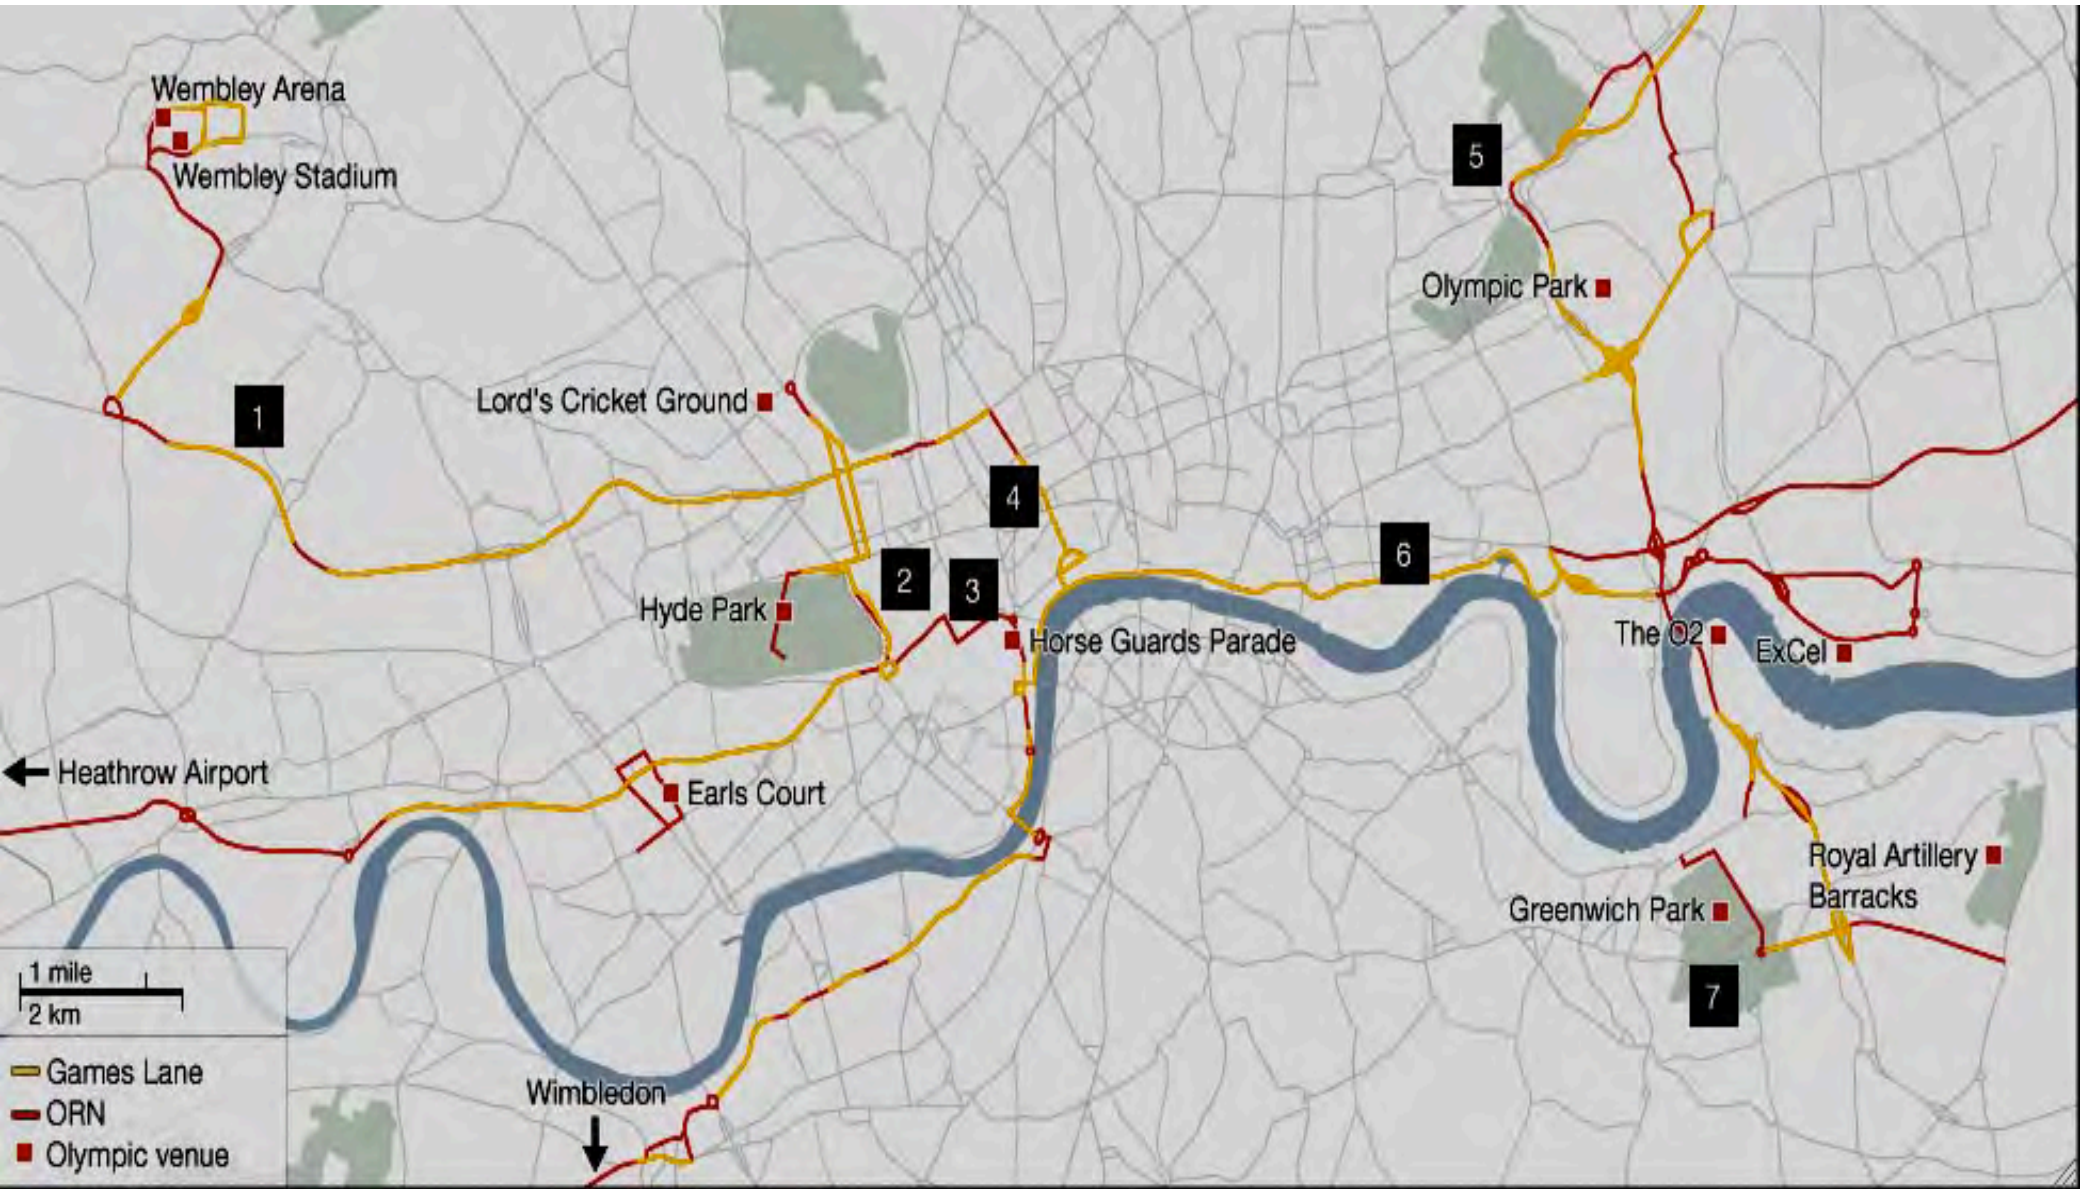 Wembley Arena
Wembley Stadium
5
Olympic Park
Lord's Cricket Ground
1
4
6
2
3
Hyde Park
Horse Guards Parade
The O2
ExCel
Heathrow Airport
Earls Court
Royal Artillery
Barracks
Greenwich Park
7
1 mile
2 km
Games Lane
ORN
Olympic venue
Wimbledon